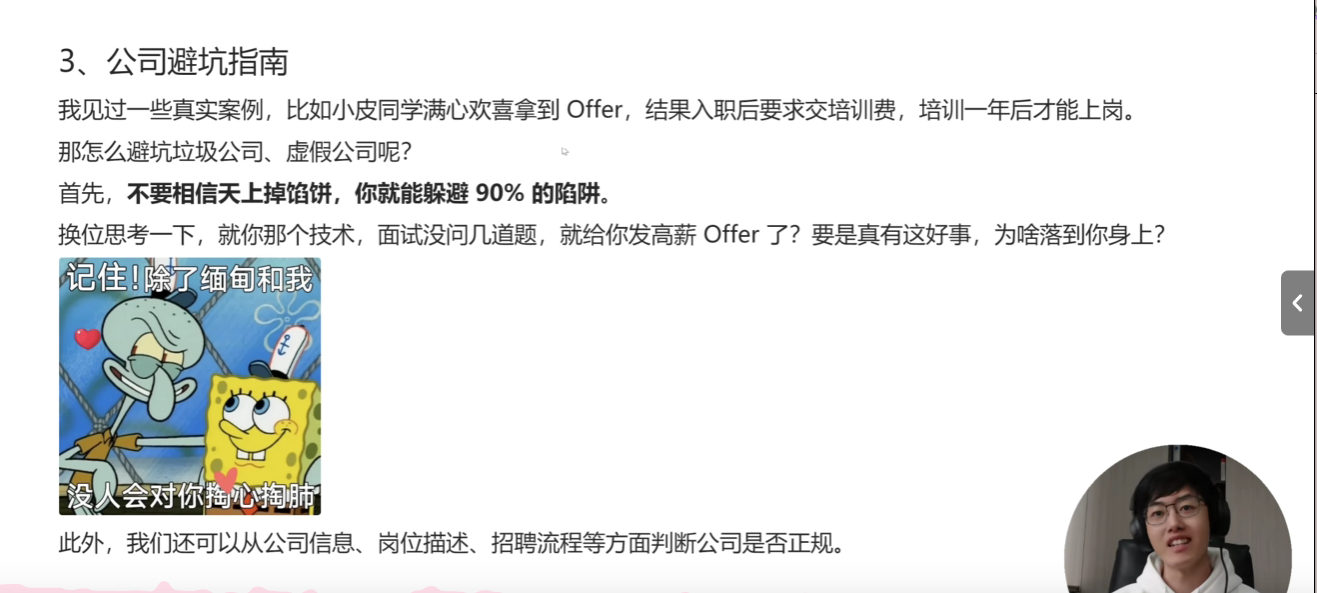 3、公司避坑指南
我见过一些真实案例，比如小皮同学满心欢喜拿到 Offer，结果入职后要求交培训费，培训一年后才能上岗。
那怎么避坑垃圾公司、虚假公司呢？
首先，不要相信天上掉馅饼，你就能躲避 90% 的陷阱。
换位思考一下，就你那个技术，面试没问几道题，就给你发高薪 Offer 了？要是真有这好事，为啥落到你身上？
记住!除了缅甸和我
没人会对你掏心掏肺
此外，我们还可以从公司信息、岗位描述、招聘流程等方面判断公司是否正规。